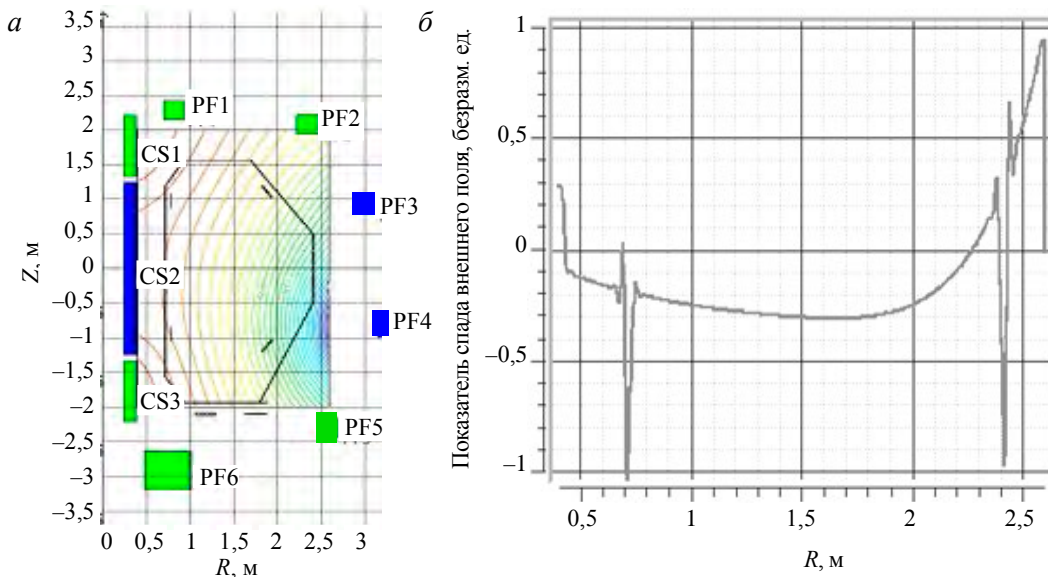 а
Z, м
3,5
3
2,5
2
1,5
1
0,5
0
–0,5
–1
–1,5
–2
–2,5
–3
–3,5
PF1
PF2
CS1
PF3
CS2
PF4
CS3
PF5
PF6
0 0,5 1 1,5 2 2,5 3
R, м
б
Показатель спада внешнего поля, безразм. ед.
1
0,5
0
–0,5
–1
0,5 1 1,5 2 2,5
R, м